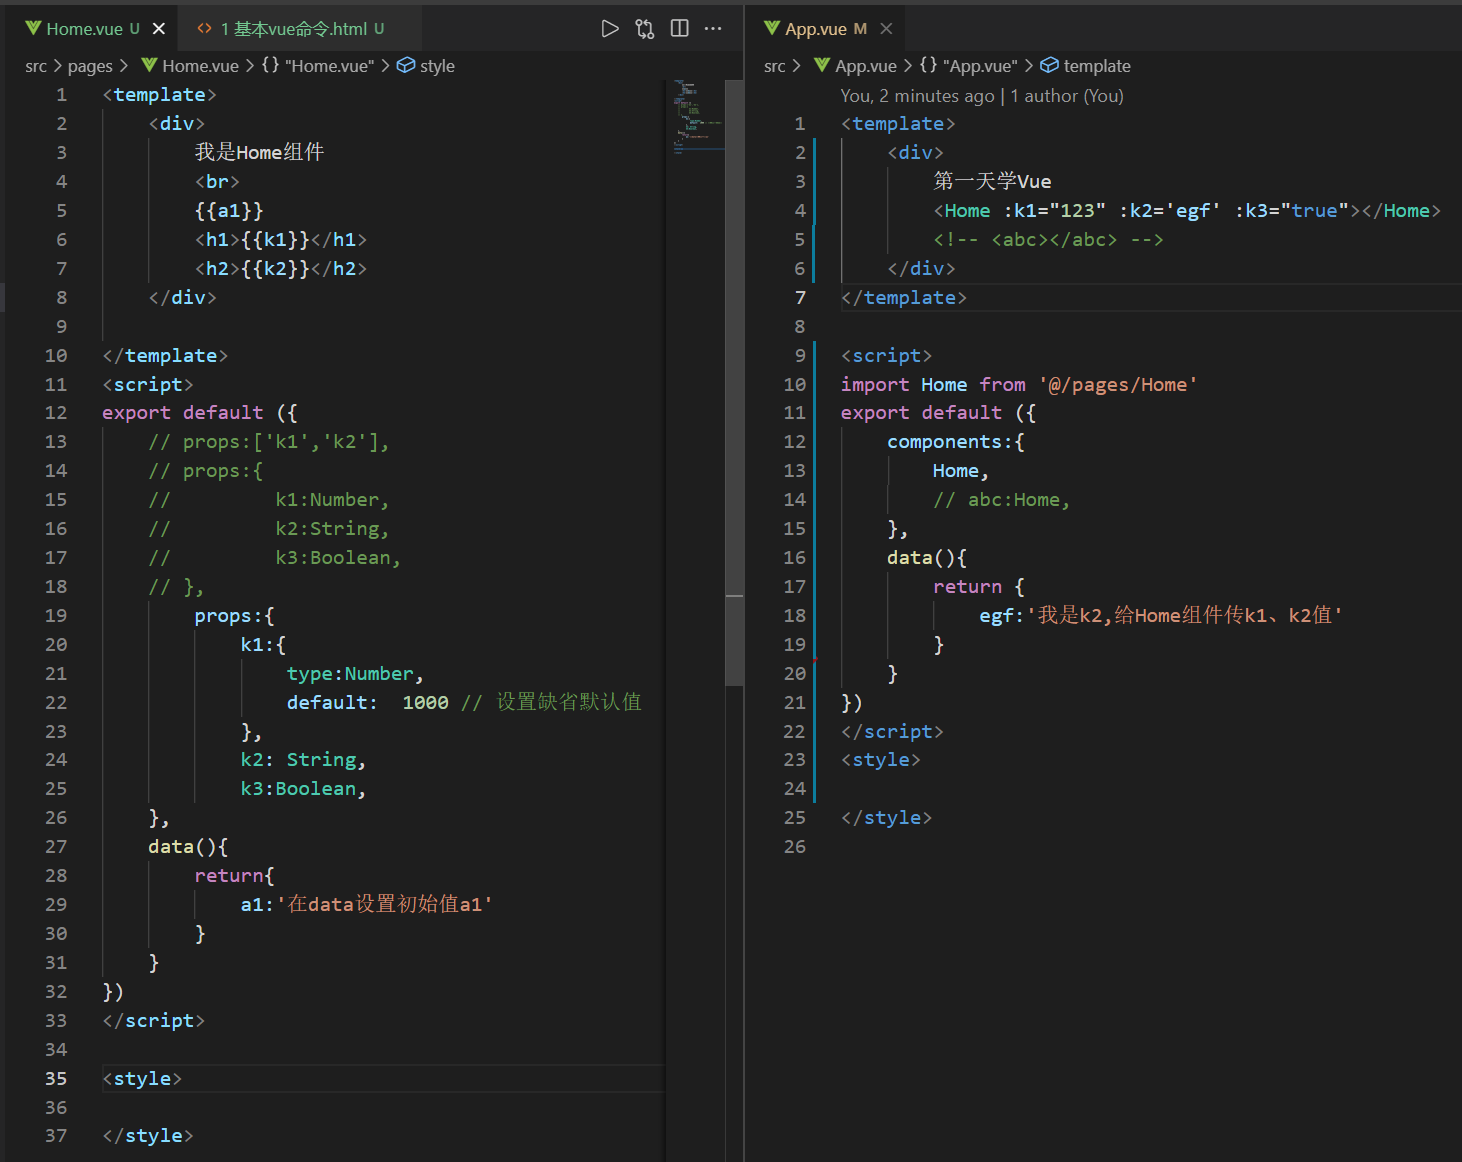 Home.vue U
1 基本vue命令.html U
src > pages > Home.vue > {} "Home.vue" > style
1 <template>
2 <div>
3 我是Home组件
4 <br>
5 {{a1}}
6 <h1>{{k1}}</h1>
7 <h2>{{k2}}</h2>
8 </div>
9
10 </template>
11 <script>
12 export default ({
13 // props:['k1','k2'],
14 // props:{
15 // k1:Number,
16 // k2:String,
17 // k3:Boolean,
18 // },
19 props:{
20 k1:{
21 type:Number,
22 default: 1000 // 设置缺省默认值
23 },
24 k2: String,
25 k3:Boolean,
26 },
27 data(){
28 return{
29 a1:'在data设置初始值a1'
30 }
31 }
32 })
33 </script>
34
35 <style>
36
37 </style>
App.vue M
src > App.vue > {} "App.vue" > template
You, 2 minutes ago | 1 author (You)
1 <template>
2 <div>
3 第一天学Vue
4 <Home :k1="123" :k2='egf' :k3="true"></Home>
5 <!-- <abc></abc> -->
6 </div>
7 </template>
8
9 <script>
10 import Home from '@/pages/Home'
11 export default ({
12 components:{
13 Home,
14 // abc:Home,
15 },
16 data(){
17 return {
18 egf:'我是k2,给Home组件传k1、k2值'
19 }
20 }
21 })
22 </script>
23 <style>
24
25 </style>
26